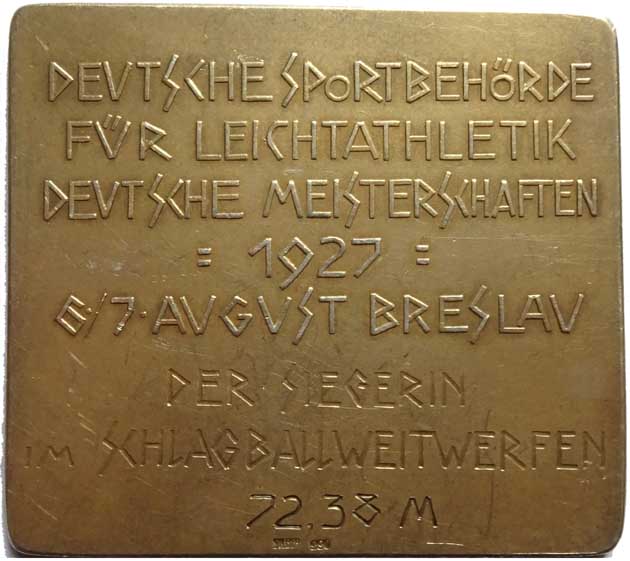 DEVTSCHE SPORTBEHÖRDE
FÜR LEICHTATHLETIK
DEVTSCHE MEISTERSCHAFTEN
= 1927 =
6./7. AVGVST BRESLAV
DER SIEGERIN
IM SCHLAGBALLWEITWERFEN
72.38 M